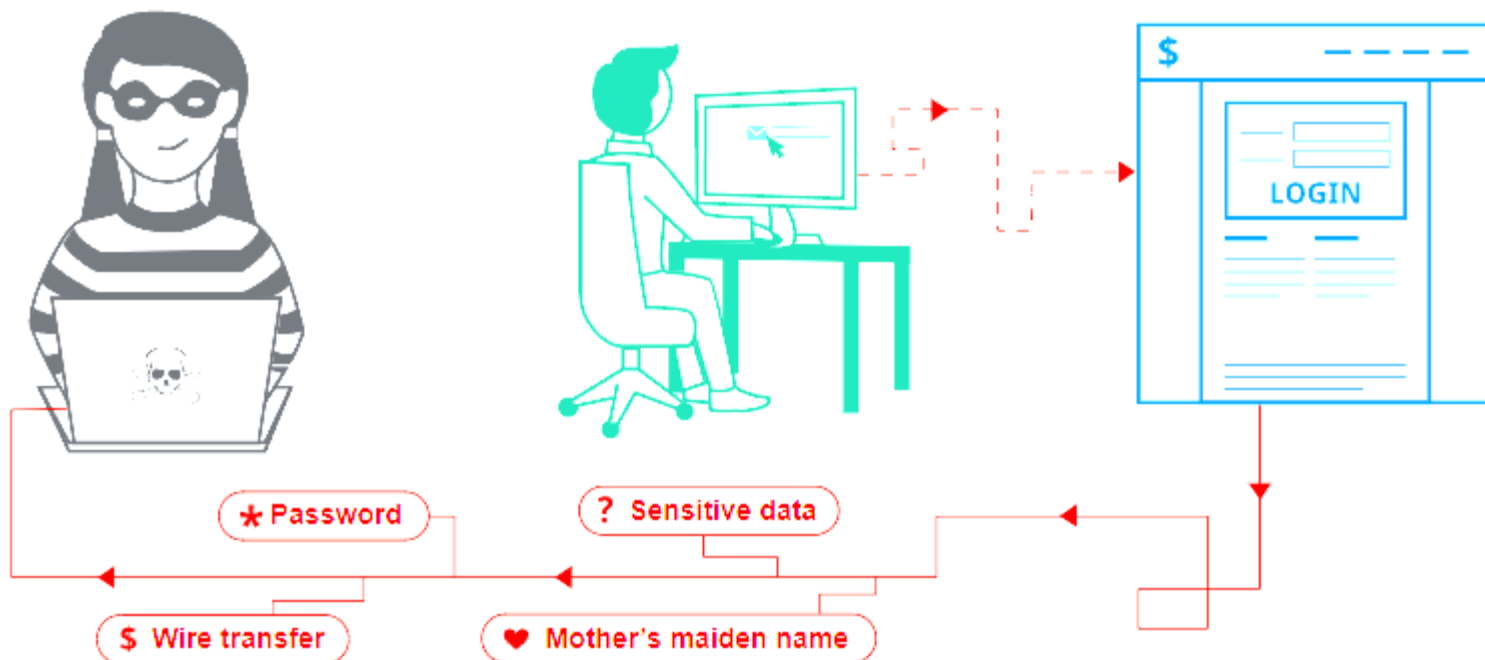 $
LOGIN
* Password
? Sensitive data
$ Wire transfer
♥ Mother's maiden name